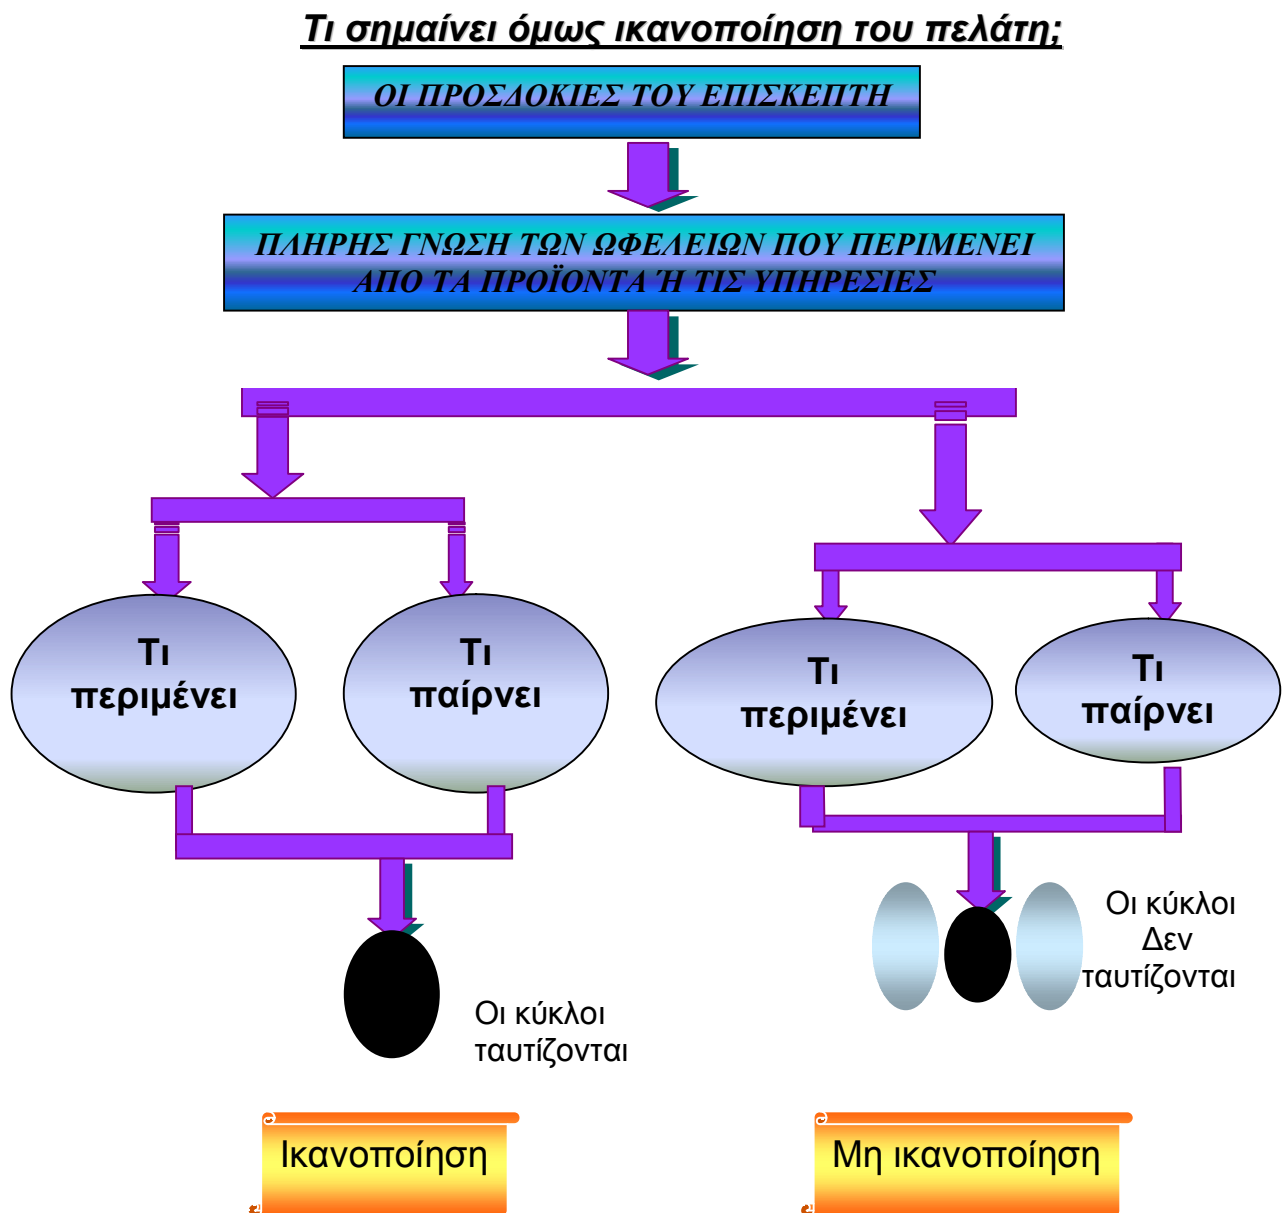 Τι σημαίνει όμως ικανοποίηση του πελάτη;
ΟΙ ΠΡΟΣΔΟΚΙΕΣ ΤΟΥ ΕΠΙΣΚΕΠΤΗ
ΠΛΗΡΗΣ ΓΝΩΣΗ ΤΩΝ ΩΦΕΛΕΙΩΝ ΠΟΥ ΠΕΡΙΜΕΝΕΙ
ΑΠΟ ΤΑ ΠΡΟΪΟΝΤΑ Ή ΤΙΣ ΥΠΗΡΕΣΙΕΣ
Τι
περιμένει
Τι
παίρνει
Τι
περιμένει
Τι
παίρνει
Οι κύκλοι
ταυτίζονται
Οι κύκλοι
Δεν
ταυτίζονται
Ικανοποίηση
Μη ικανοποίηση